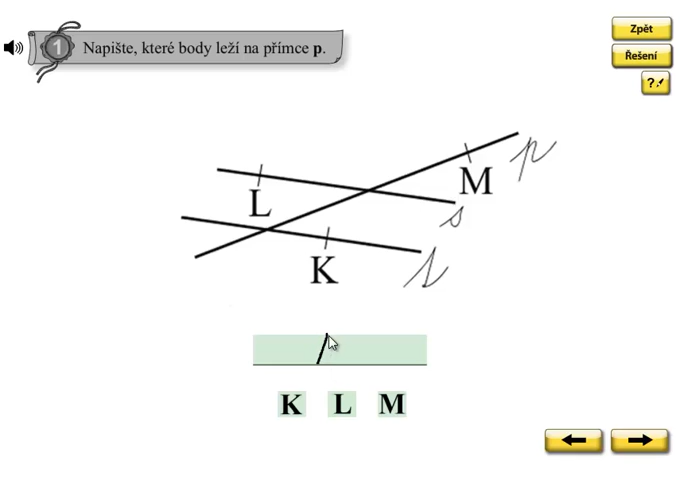 1 Napište, které body leží na přímce p.
Zpět
Řešení
?
p
M
L
s
K
t
K L M